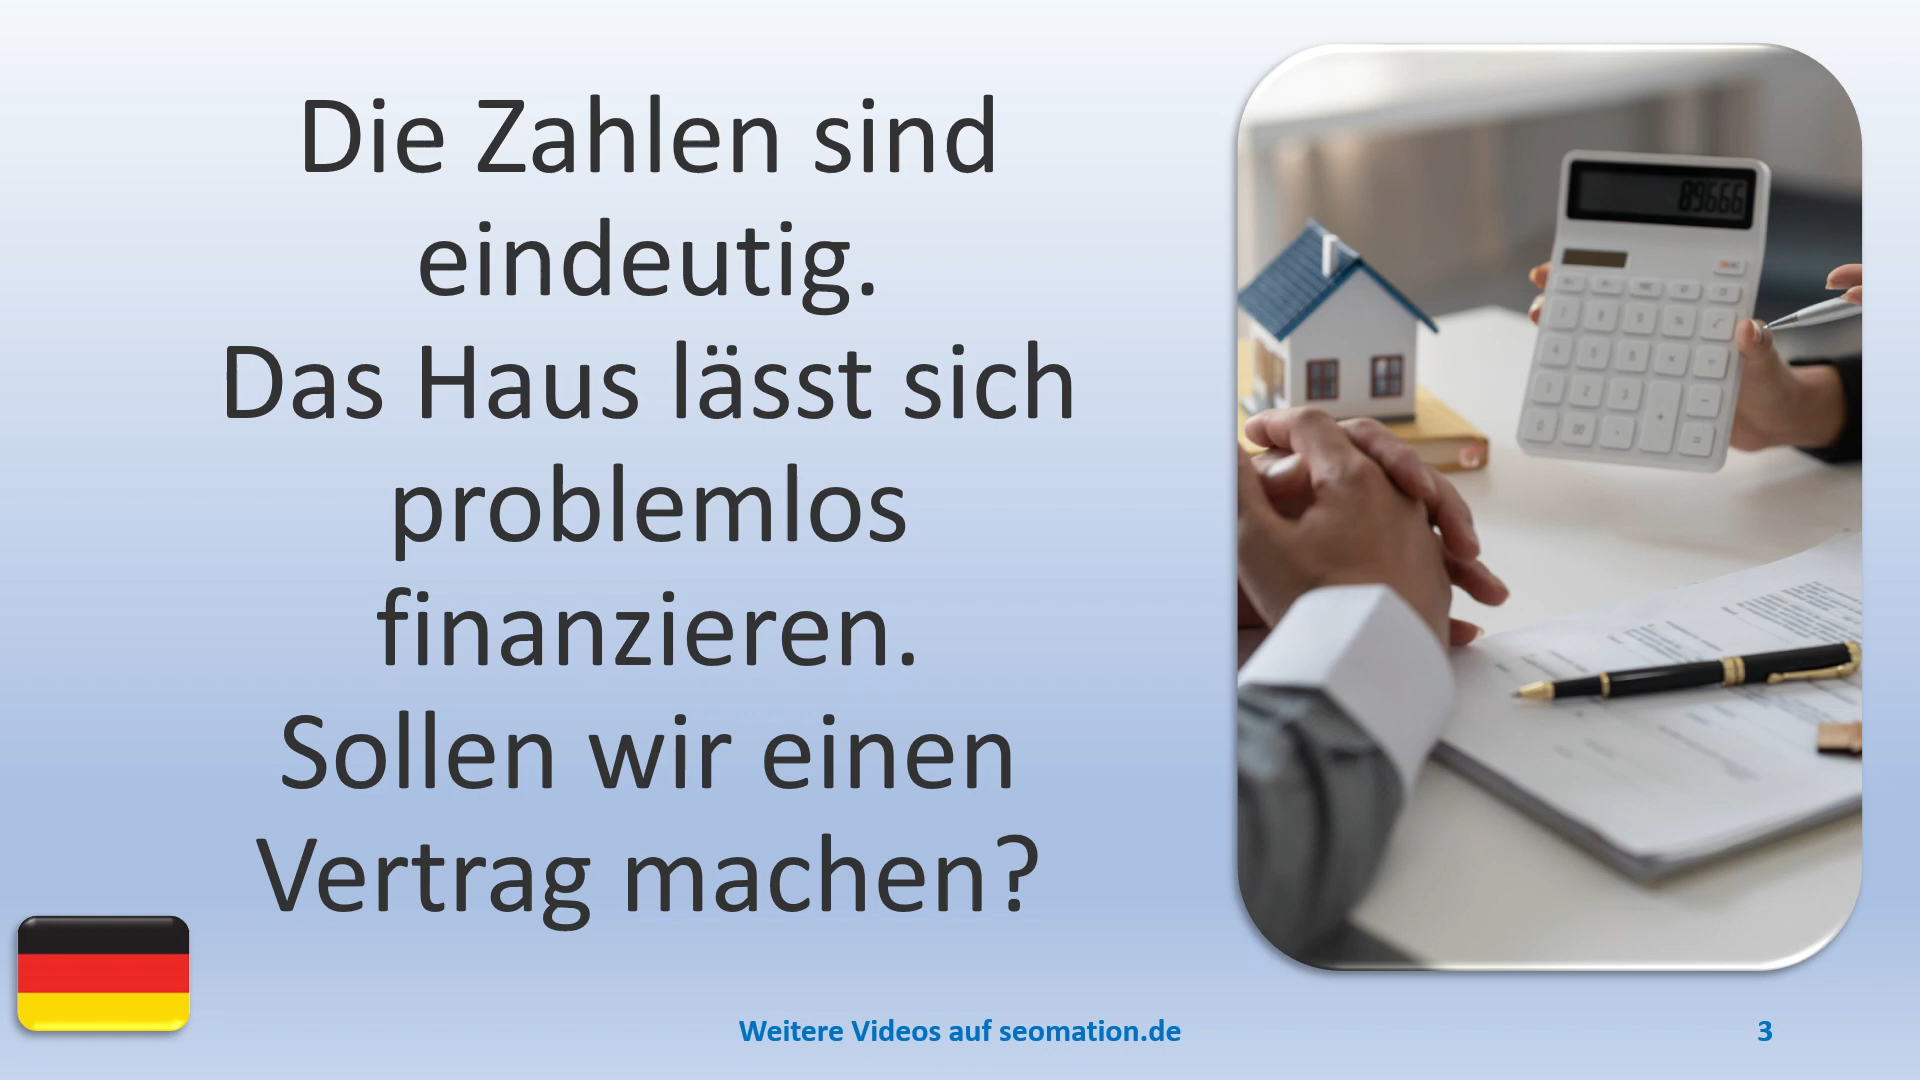 Die Zahlen sind
eindeutig.
Das Haus lässt sich
problemlos
finanzieren.
Sollen wir einen
Vertrag machen?
89666
Weitere Videos auf seomation.de
3